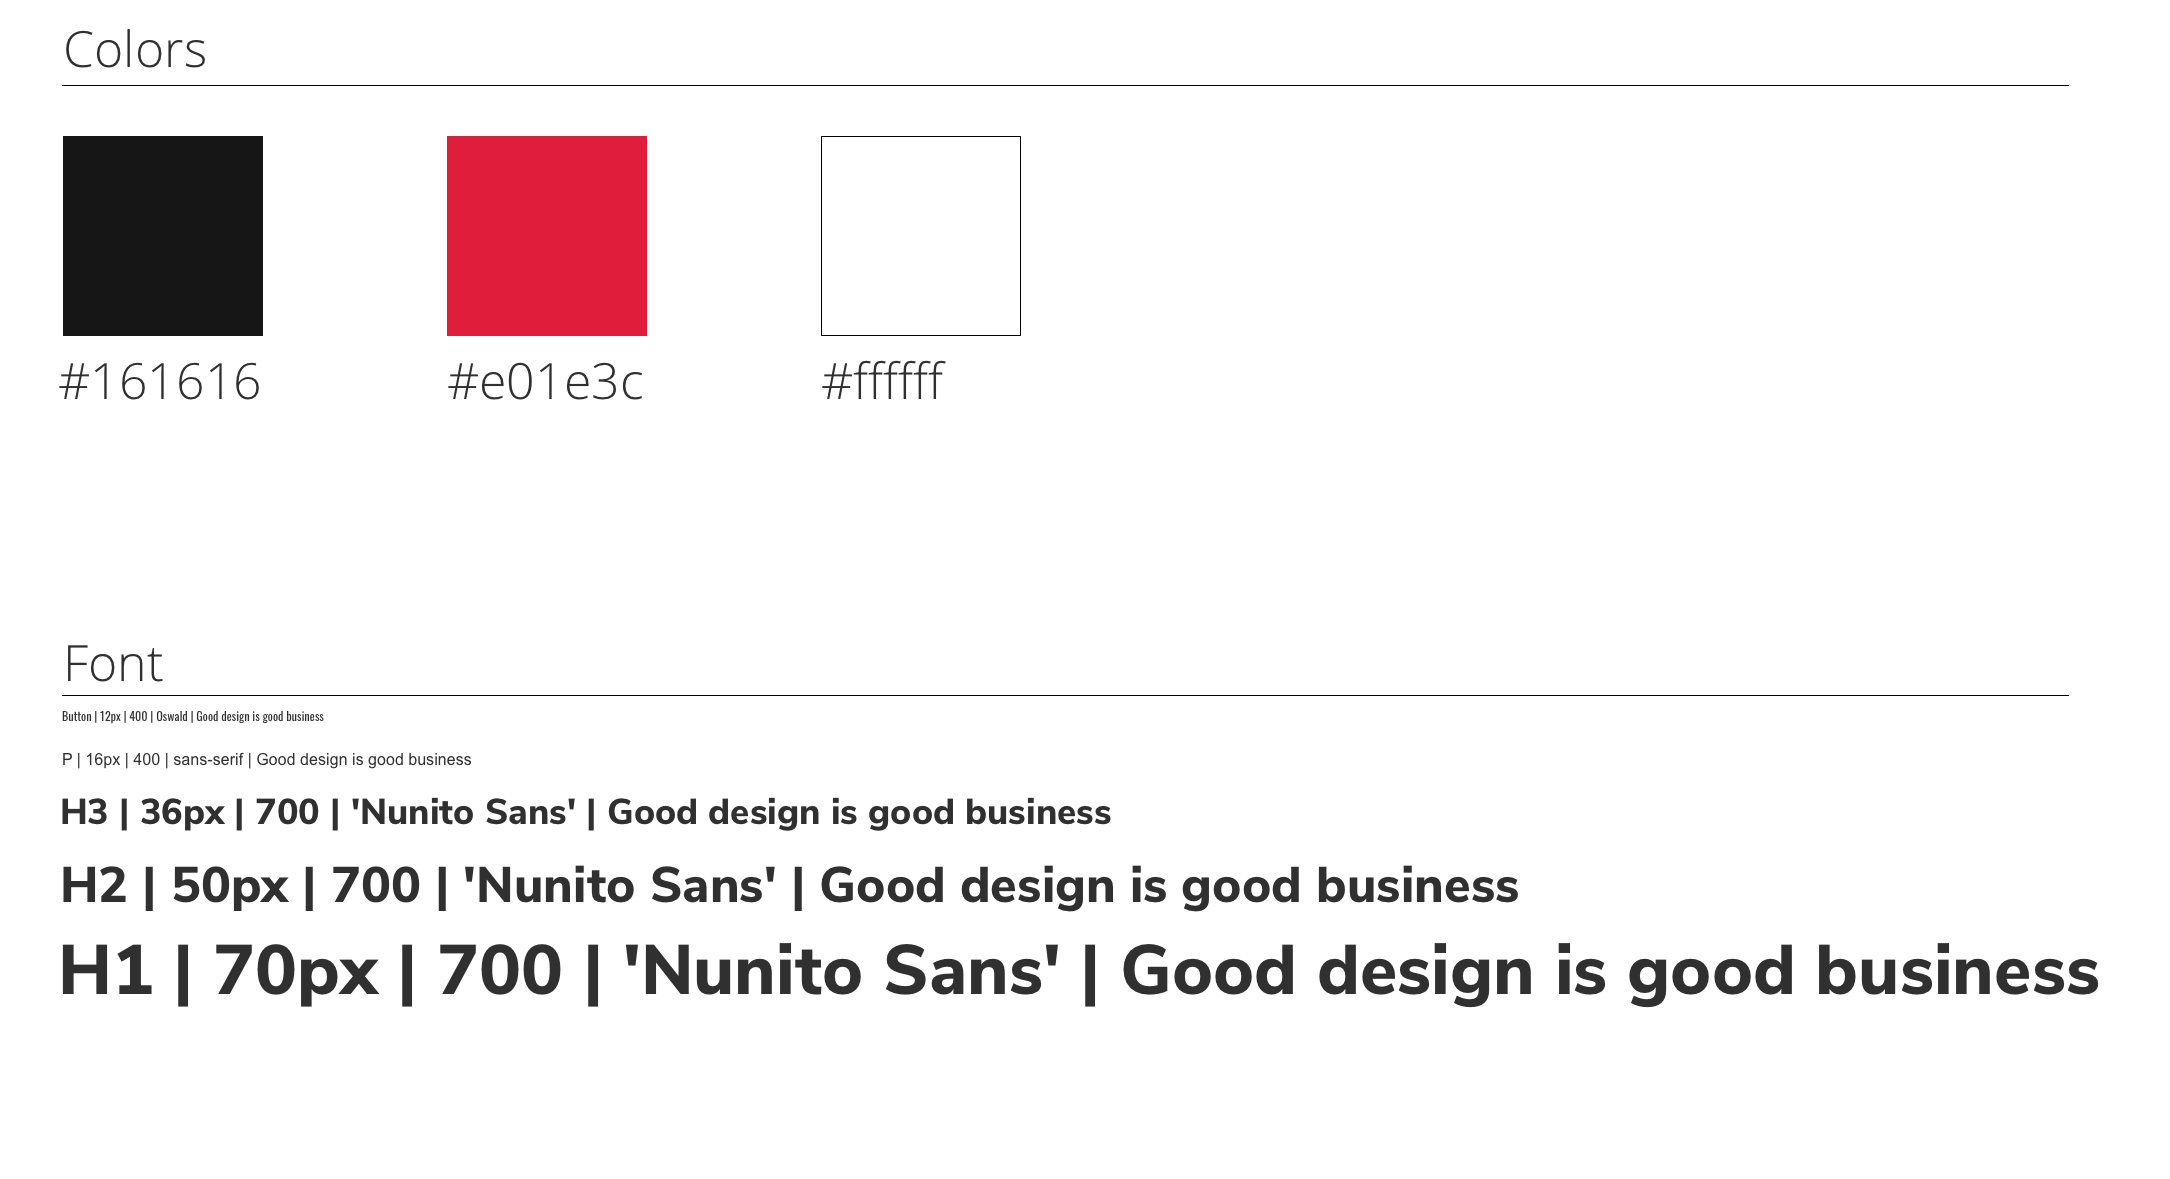 Colors
#161616 #e01e3c #ffffff
Font
Button | 12px | 400 | Oswald | Good design is good business
P | 16px | 400 | sans-serif | Good design is good business
H3 | 36px | 700 | 'Nunito Sans' | Good design is good business
H2 | 50px | 700 | 'Nunito Sans' | Good design is good business
H1 | 70px | 700 | 'Nunito Sans' | Good design is good business